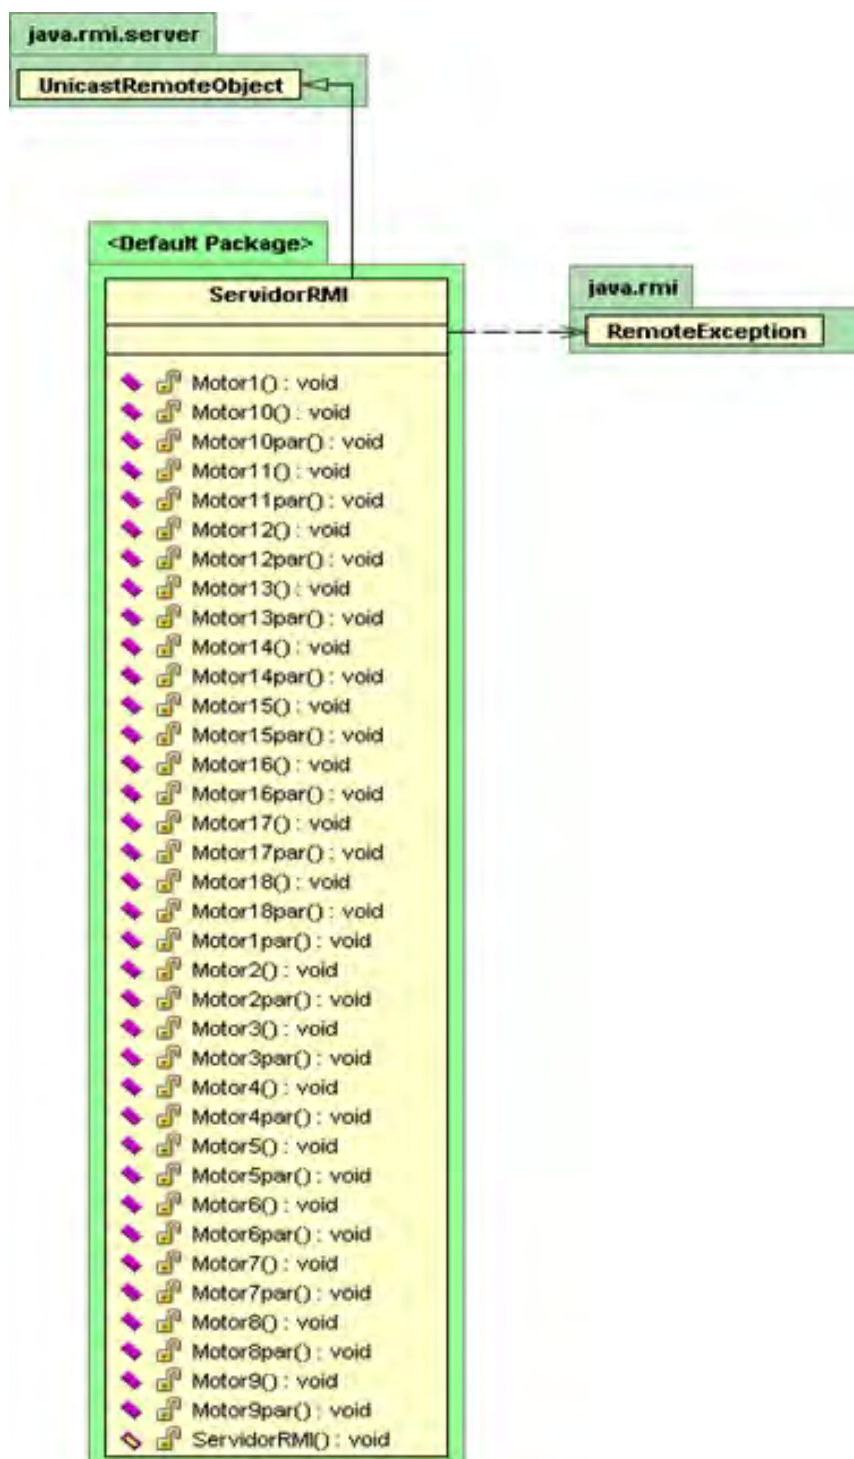 java.rmi.server
UnicastRemoteObject
<Default Package>
ServidorRMI
java.rmi
RemoteException
Motor1() : void
Motor10() : void
Motor10par() : void
Motor11() : void
Motor11par() : void
Motor12() : void
Motor12par() : void
Motor13() : void
Motor13par() : void
Motor14() : void
Motor14par() : void
Motor15() : void
Motor15par() : void
Motor16() : void
Motor16par() : void
Motor17() : void
Motor17par() : void
Motor18() : void
Motor18par() : void
Motor1par() : void
Motor2() : void
Motor2par() : void
Motor3() : void
Motor3par() : void
Motor4() : void
Motor4par() : void
Motor5() : void
Motor5par() : void
Motor6() : void
Motor6par() : void
Motor7() : void
Motor7par() : void
Motor8() : void
Motor8par() : void
Motor9() : void
Motor9par() : void
ServidorRMI() : void